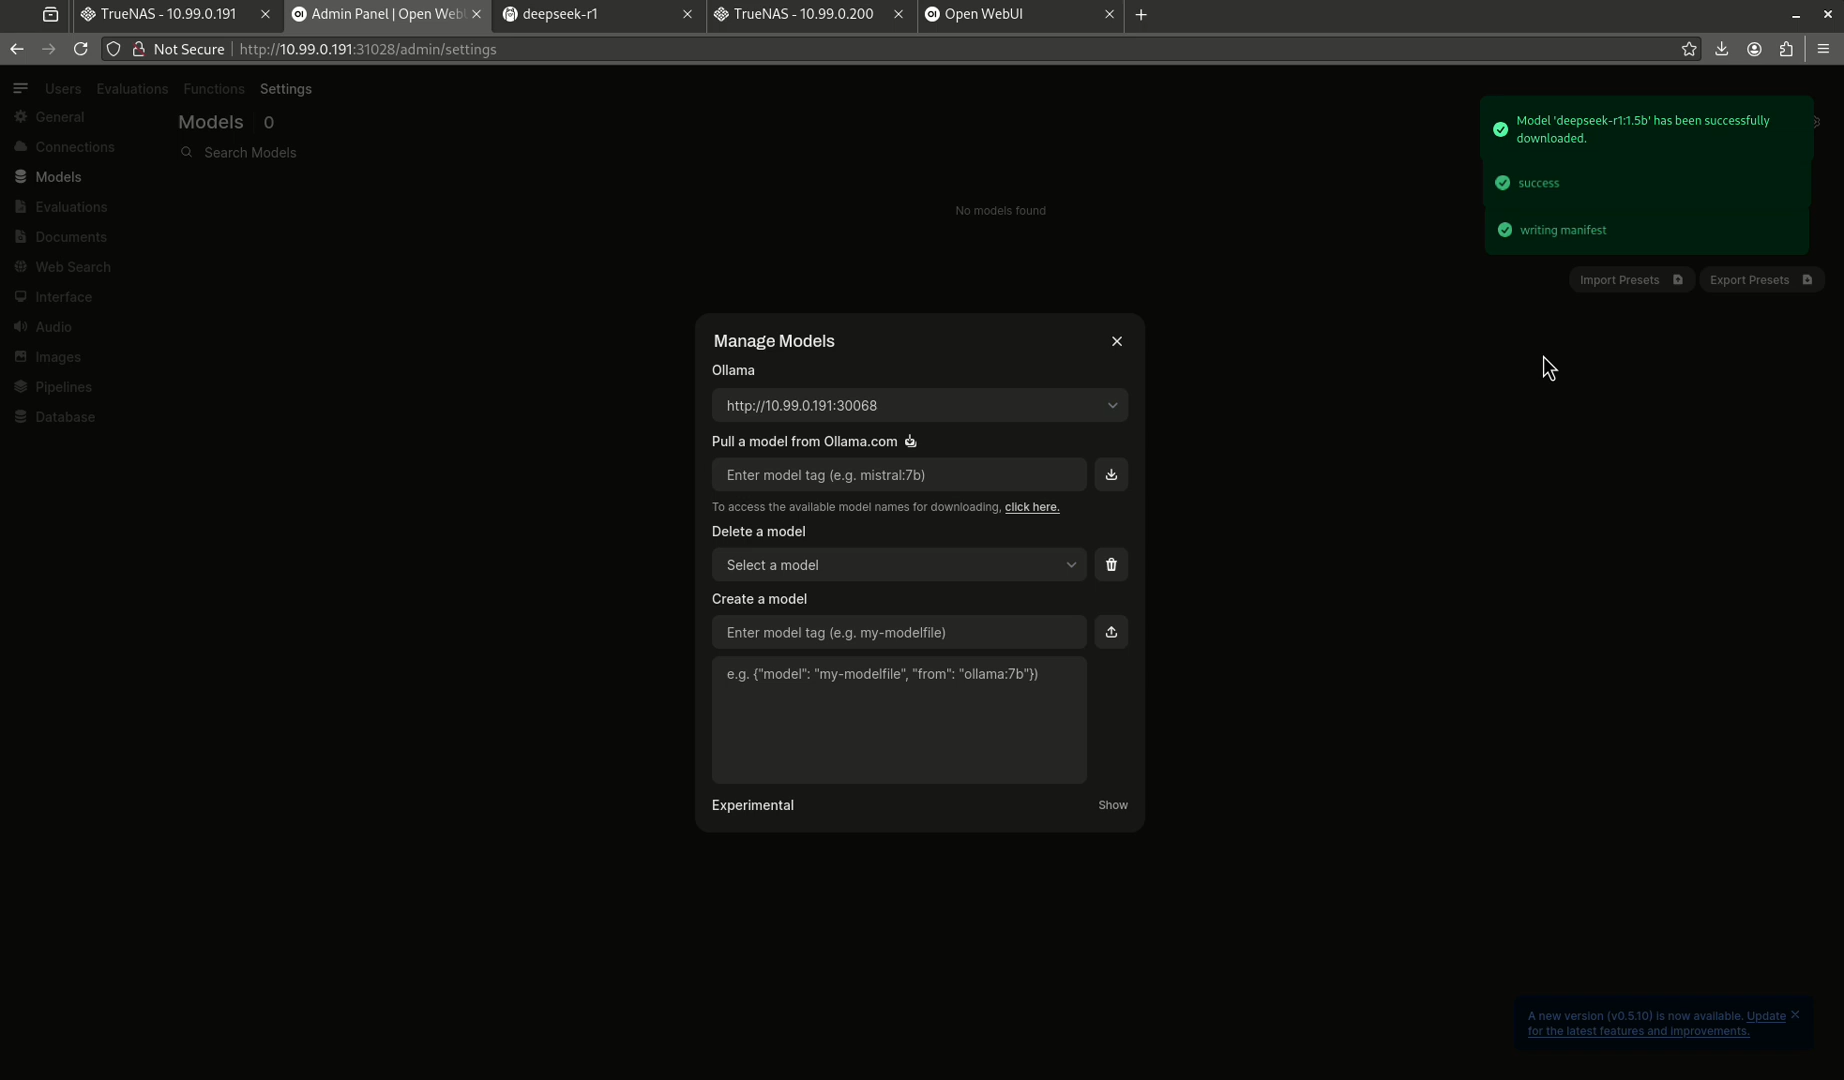 TrueNAS - 10.99.0.191
Admin Panel | Open Web
deepseek-r1
TrueNAS - 10.99.0.200
OI Open WebUI
Not Secure http://10.99.0.191:31028/admin/settings
Users Evaluations Functions Settings
General
Connections
Models
Evaluations
Documents
Web Search
Interface
Audio
Images
Pipelines
Database
Models 0
Search Models
No models found
Model 'deepseek-r1:1.5b' has been successfully
downloaded.
success
writing manifest
Import Presets Export Presets
Manage Models
Ollama
http://10.99.0.191:30068
Pull a model from Ollama.com
Enter model tag (e.g. mistral:7b)
To access the available model names for downloading, click here.
Delete a model
Select a model
Create a model
Enter model tag (e.g. my-modelfile)
e.g. {"model": "my-modelfile", "from": "ollama:7b"})
Experimental Show
A new version (v0.5.10) is now available. Update
for the latest features and improvements.